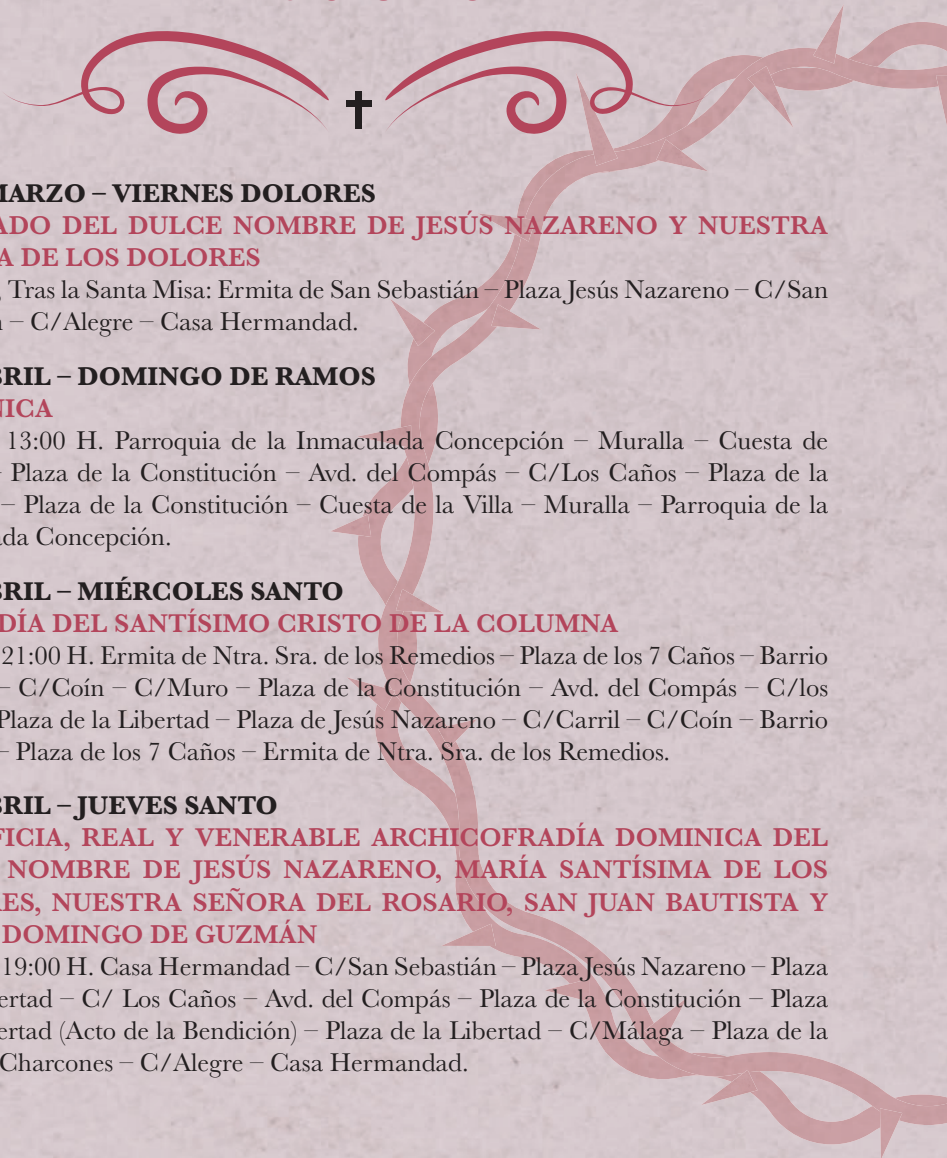 MARZO – VIERNES DOLORES
ADO DEL DULCE NOMBRE DE JESÚS NAZARENO Y NUESTRA
A DE LOS DOLORES
, Tras la Santa Misa: Ermita de San Sebastián – Plaza Jesús Nazareno – C/San
n – C/Alegre – Casa Hermandad.
BRIL – DOMINGO DE RAMOS
NICA
13:00 H. Parroquia de la Inmaculada Concepción – Muralla – Cuesta de
– Plaza de la Constitución – Avd. del Compás – C/Los Caños – Plaza de la
– Plaza de la Constitución – Cuesta de la Villa – Muralla – Parroquia de la
ada Concepción.
BRIL – MIÉRCOLES SANTO
DÍA DEL SANTÍSIMO CRISTO DE LA COLUMNA
21:00 H. Ermita de Ntra. Sra. de los Remedios – Plaza de los 7 Caños – Barrio
– C/Coín – C/Muro – Plaza de la Constitución – Avd. del Compás – C/los
Plaza de la Libertad – Plaza de Jesús Nazareno – C/Carril – C/Coín – Barrio
– Plaza de los 7 Caños – Ermita de Ntra. Sra. de los Remedios.
BRIL – JUEVES SANTO
FICIA, REAL Y VENERABLE ARCHICOFRADÍA DOMINICA DEL
NOMBRE DE JESÚS NAZARENO, MARÍA SANTÍSIMA DE LOS
RES, NUESTRA SEÑORA DEL ROSARIO, SAN JUAN BAUTISTA Y
DOMINGO DE GUZMÁN
19:00 H. Casa Hermandad – C/San Sebastián – Plaza Jesús Nazareno – Plaza
ertad – C/ Los Caños – Avd. del Compás – Plaza de la Constitución – Plaza
ertad (Acto de la Bendición) – Plaza de la Libertad – C/Málaga – Plaza de la
Charcones – C/Alegre – Casa Hermandad.